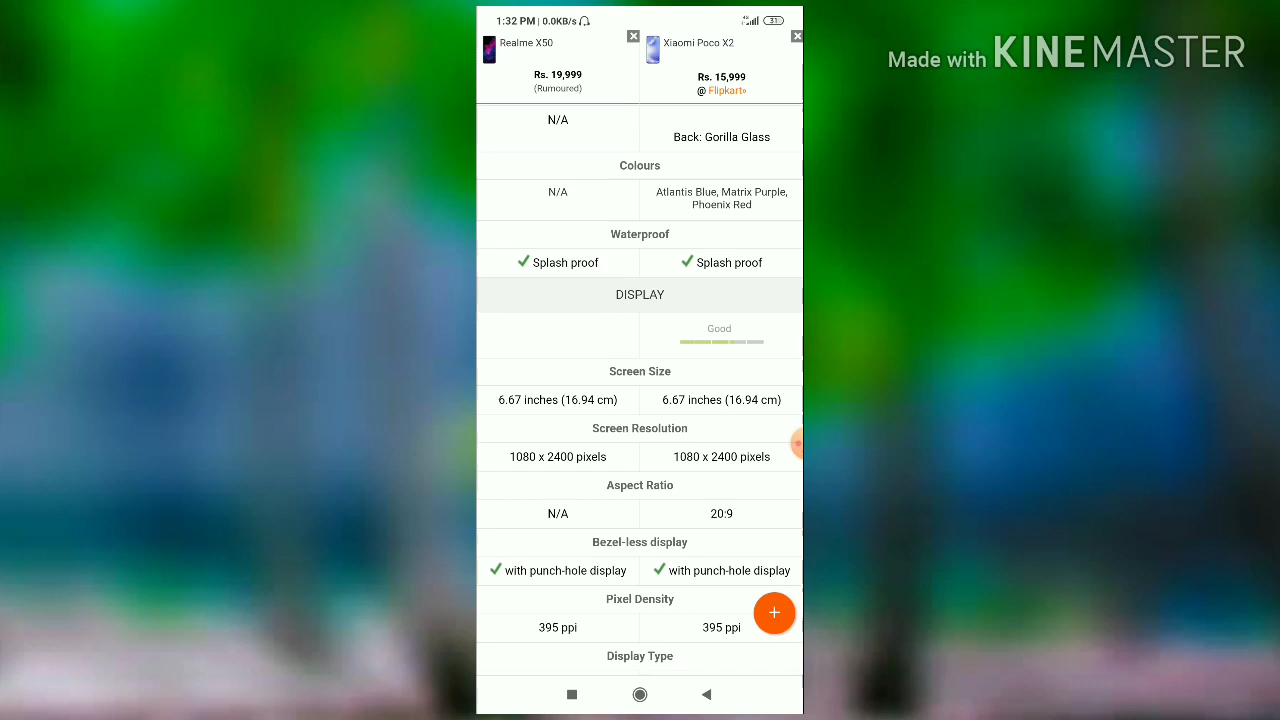 1:32 PM | 0.0KB/s
4G
31
Made with KINEMASTER
Realme X50
Xiaomi Poco X2
Rs. 19,999
(Rumoured)
Rs. 15,999
@ Flipkart»
N/A
Back: Gorilla Glass
Colours
N/A
Atlantis Blue, Matrix Purple,
Phoenix Red
Waterproof
Splash proof
Splash proof
DISPLAY
Good
Screen Size
6.67 inches (16.94 cm)
6.67 inches (16.94 cm)
Screen Resolution
1080 x 2400 pixels
1080 x 2400 pixels
Aspect Ratio
N/A
20:9
Bezel-less display
with punch-hole display
with punch-hole display
Pixel Density
395 ppi
395 ppi
+
Display Type